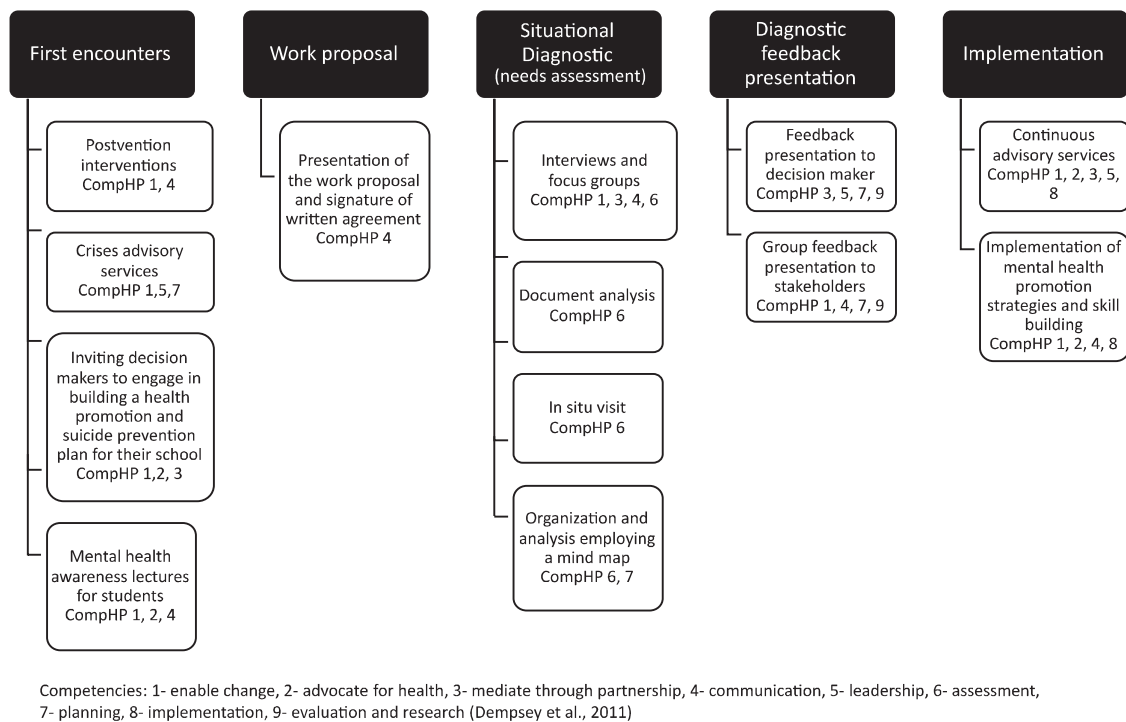 First encounters
Postvention
interventions
CompHP 1, 4
Crises advisory
services
CompHP 1,5,7
Inviting decision
makers to engage in
building a health
promotion and
suicide prevention
plan for their school
CompHP 1,2, 3
Mental health
awareness lectures
for students
CompHP 1, 2, 4
Work proposal
Presentation of
the work proposal
and signature of
written agreement
CompHP 4
Situational
Diagnostic
(needs assessment)
Interviews and
focus groups
CompHP 1, 3, 4, 6
Document analysis
CompHP 6
In situ visit
CompHP 6
Organization and
analysis employing
a mind map
CompHP 6, 7
Diagnostic
feedback
presentation
Feedback
presentation to
decision maker
CompHP 3, 5, 7, 9
Group feedback
presentation to
stakeholders
CompHP 1, 4, 7, 9
Implementation
Continuous
advisory services
CompHP 1, 2, 3, 5,
8
Implementation of
mental health
promotion
strategies and skill
building
CompHP 1, 2, 4, 8
Competencies: 1- enable change, 2- advocate for health, 3- mediate through partnership, 4- communication, 5- leadership, 6- assessment,
7- planning, 8- implementation, 9- evaluation and research (Dempsey et al., 2011)